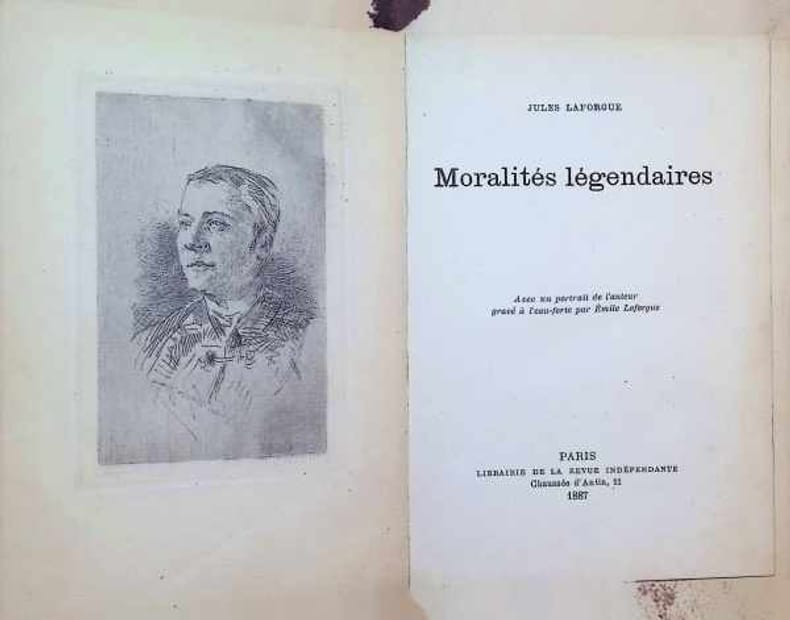 JULES LAFORGUE
Moralités légendaires
Avec un portrait de l'auteur
gravé à l'eau-forte par Émile Laforgue
PARIS
LIBRAIRIE DE LA REVUE INDÉPENDANTE
Chaussée d'Antin, 11
1887